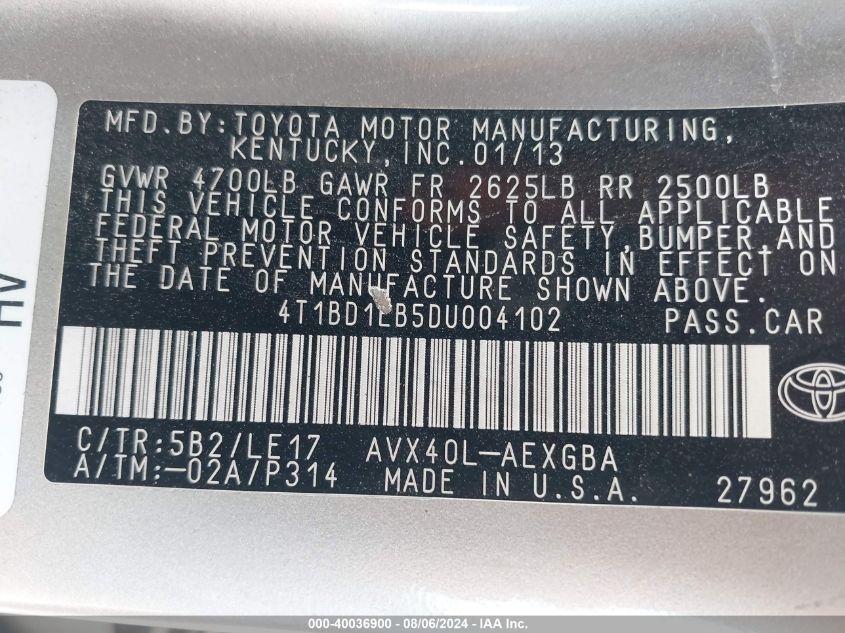 MFD.BY:TOYOTA MOTOR MANUFACTURING,
KENTUCKY,INC.01/13
GVWR 4700LB GAWR FR 2625LB RR 2500LB
THIS VEHICLE CONFORMS TO ALL APPLICABLE
FEDERAL MOTOR VEHICLE SAFETY,BUMPER,AND
THEFT PREVENTION STANDARDS IN EFFECT ON
THE DATE OF MANUFACTURE SHOWN ABOVE.
4T1BD1EB5DU004102 PASS.CAR
C/TR:5B2/LE17 AVX40L-AEXGBA
A/TM:-02A/P314 MADE IN U.S.A. 27962
HV
000-40036900 - 08/06/2024 - AVA Inc.